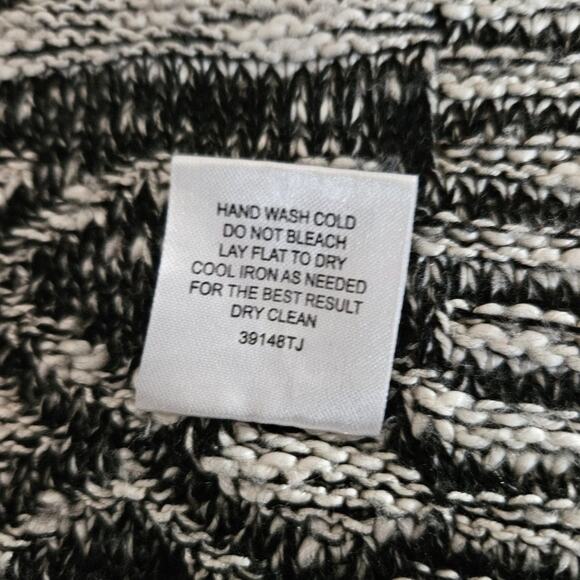 HAND WASH COLD
DO NOT BLEACH
LAY FLAT TO DRY
COOL IRON AS NEEDED
FOR THE BEST RESULT
DRY CLEAN
39148TJ